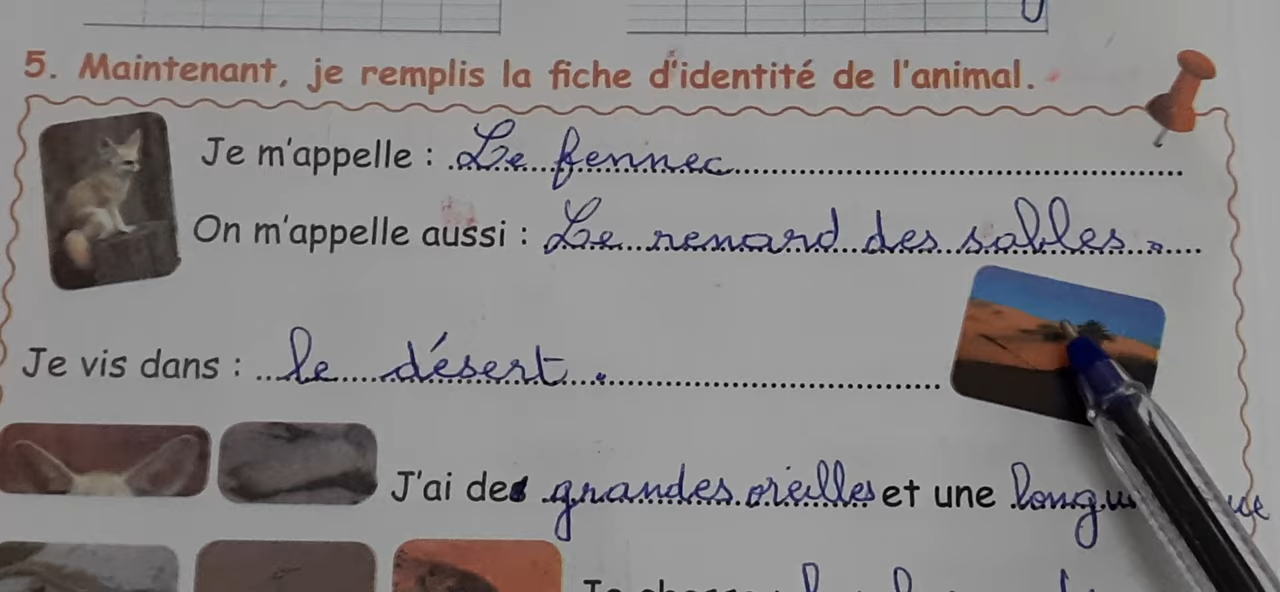 5. Maintenant, je remplis la fiche d'identité de l'animal.
Je m'appelle : Le fennec
On m'appelle aussi : Le renard des sables.
Je vis dans : le désert.
J'ai des grandes oreilles et une